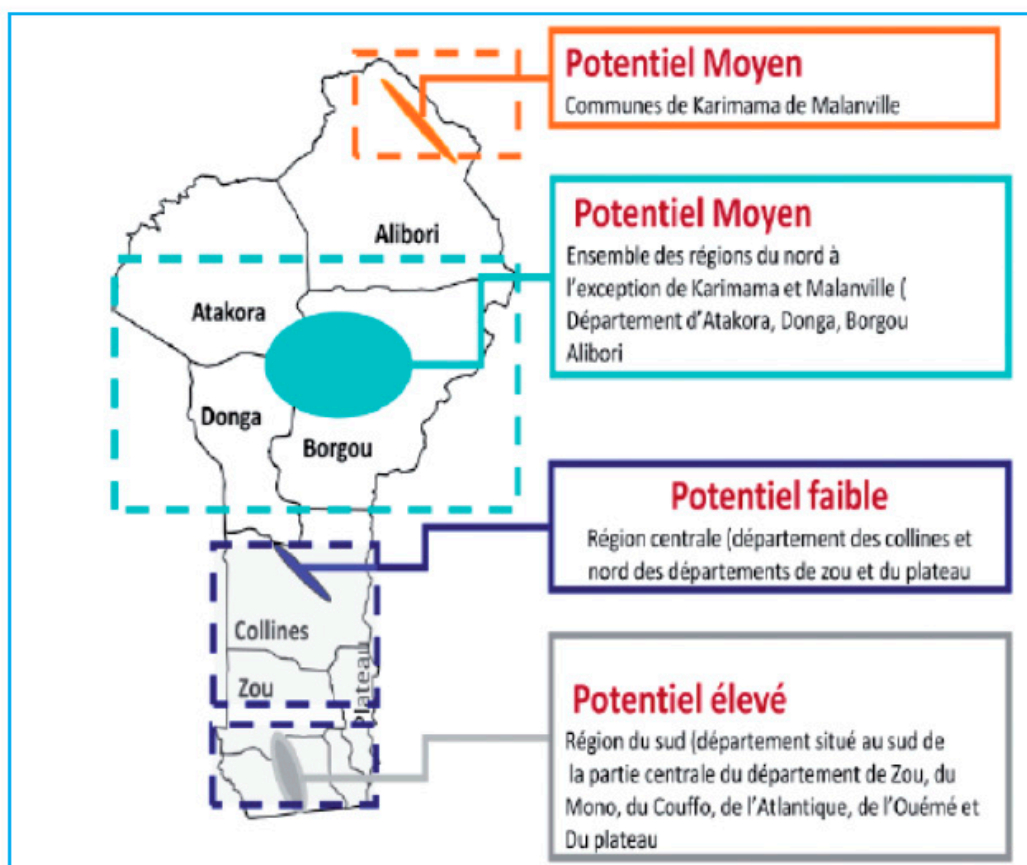 Potentiel Moyen
Communes de Karimama de Malanville
Potentiel Moyen
Ensemble des régions du nord à
l'exception de Karimama et Malanville (
Département d'Atakora, Donga, Borgou
Alibori
Potentiel faible
Région centrale (département des collines et
nord des départements de zou et du plateau
Potentiel élevé
Région du sud (département situé au sud de
la partie centrale du département de Zou, du
Mono, du Couffo, de l'Atlantique, de l'Ouémé et
Du plateau
Alibori
Atakora
Donga
Borgou
Collines
Zou
Plateau